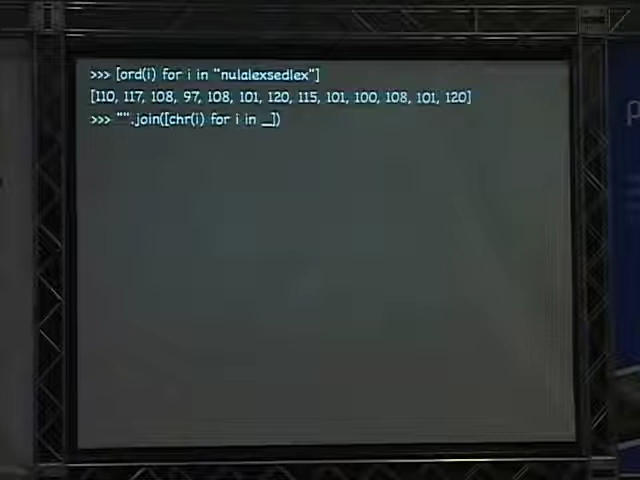 >>> [ord(i) for i in "nulalexsedlex"]
[110, 117, 108, 97, 108, 101, 120, 115, 101, 100, 108, 101, 120]
>>> "".join([chr(i) for i in _])